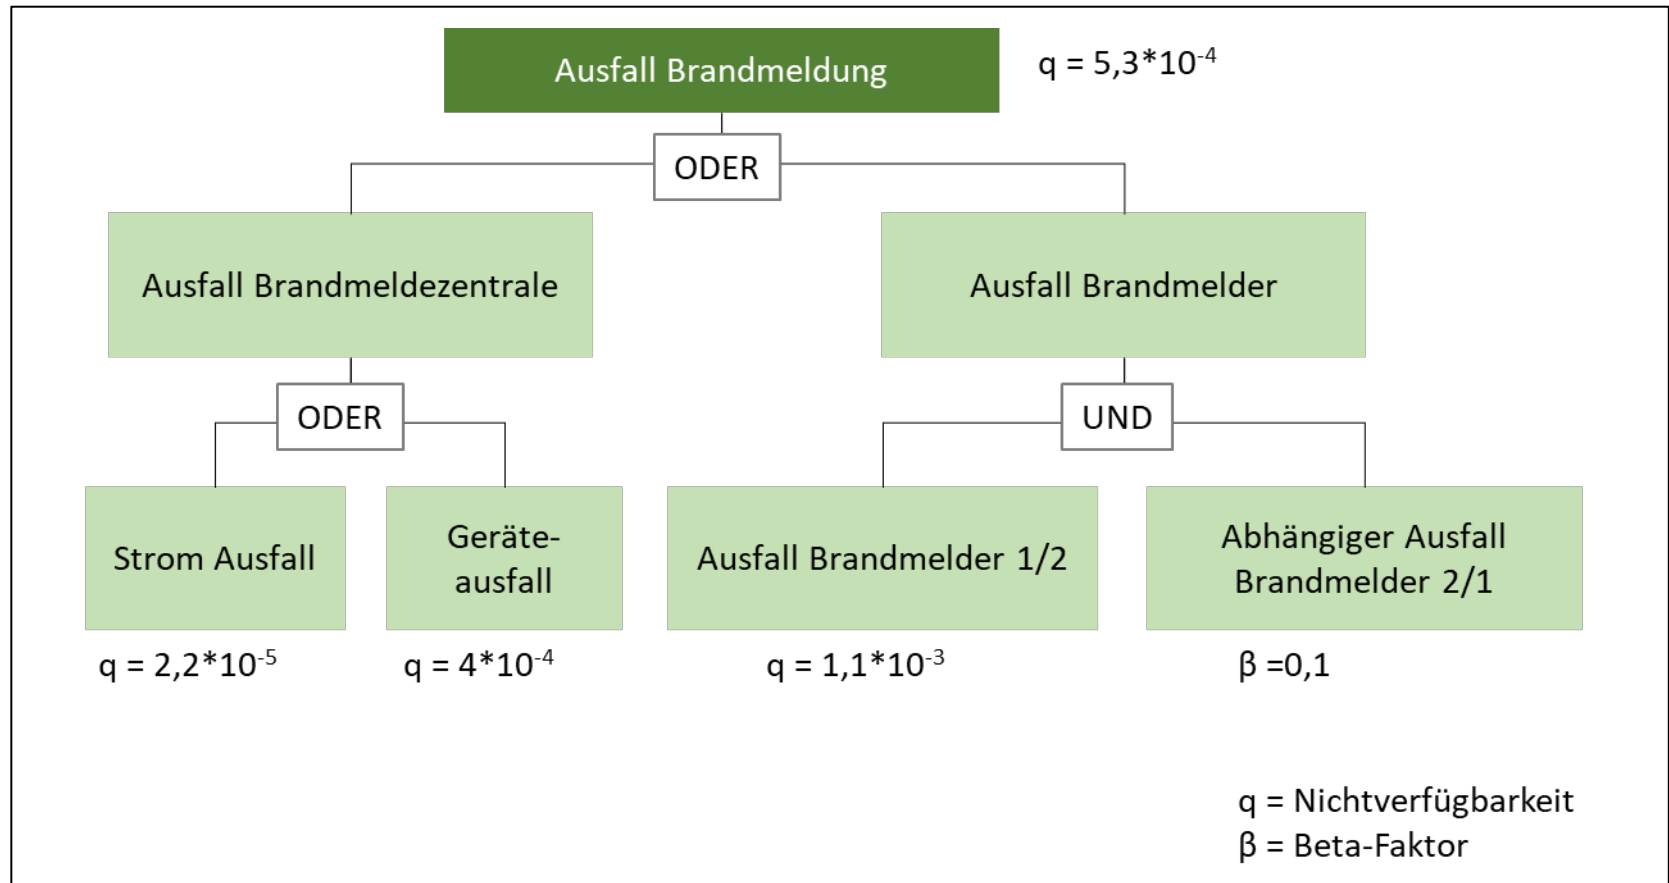 Ausfall Brandmeldung
q = 5,3*10⁻⁴
ODER
Ausfall Brandmeldezentrale
Ausfall Brandmelder
ODER
UND
Strom Ausfall
Geräte-
ausfall
Ausfall Brandmelder 1/2
Abhängiger Ausfall
Brandmelder 2/1
q = 2,2*10⁻⁵
q = 4*10⁻⁴
q = 1,1*10⁻³
β =0,1
q = Nichtverfügbarkeit
β = Beta-Faktor